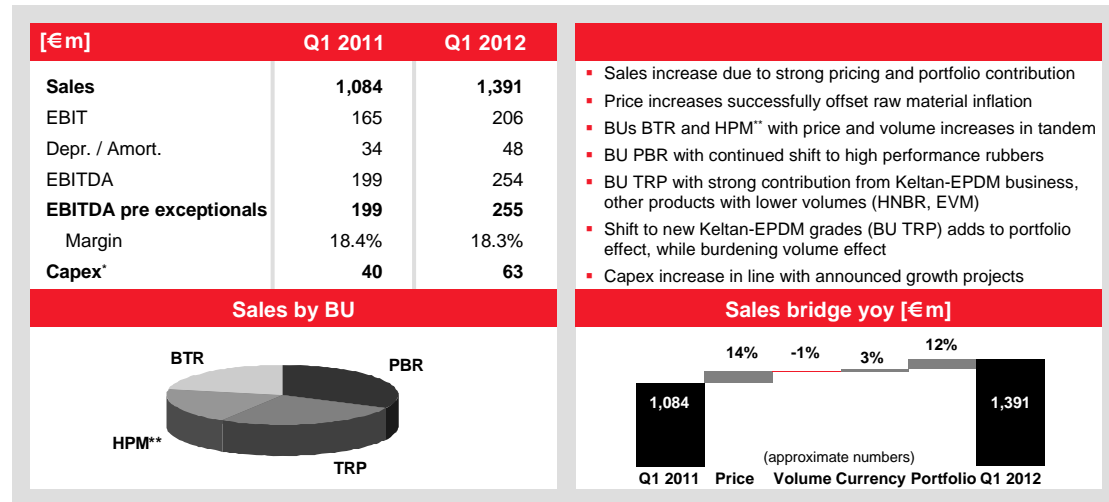 [€m] Q1 2011 Q1 2012
Sales 1,084 1,391
EBIT 165 206
Depr. / Amort. 34 48
EBITDA 199 254
EBITDA pre exceptionals 199 255
Margin 18.4% 18.3%
Capex* 40 63
▪ Sales increase due to strong pricing and portfolio contribution
▪ Price increases successfully offset raw material inflation
▪ BUs BTR and HPM** with price and volume increases in tandem
▪ BU PBR with continued shift to high performance rubbers
▪ BU TRP with strong contribution from Keltan-EPDM business,
other products with lower volumes (HNBR, EVM)
▪ Shift to new Keltan-EPDM grades (BU TRP) adds to portfolio
effect, while burdening volume effect
▪ Capex increase in line with announced growth projects
Sales by BU
BTR
PBR
HPM**
TRP
Sales bridge yoy [€m]
14% -1% 3% 12%
1,084 1,391
(approximate numbers)
Q1 2011 Price Volume Currency Portfolio Q1 2012